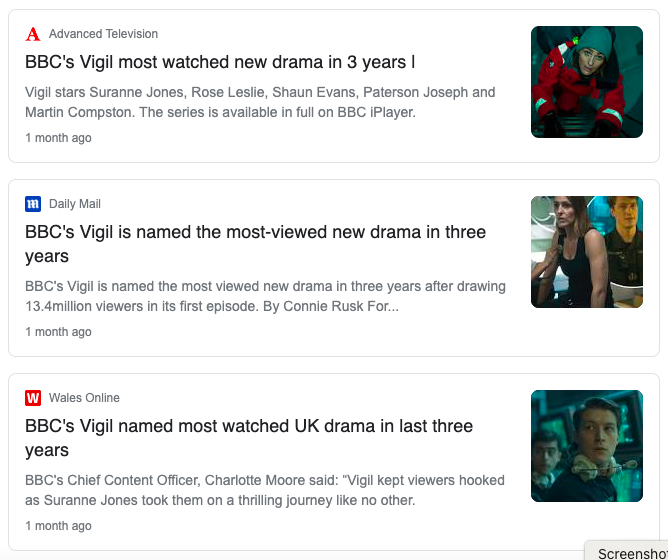 Advanced Television
BBC's Vigil most watched new drama in 3 years l
Vigil stars Suranne Jones, Rose Leslie, Shaun Evans, Paterson Joseph and
Martin Compston. The series is available in full on BBC iPlayer.
1 month ago
Daily Mail
BBC's Vigil is named the most-viewed new drama in three
years
BBC's Vigil is named the most viewed new drama in three years after drawing
13.4million viewers in its first episode. By Connie Rusk For...
1 month ago
W Wales Online
BBC's Vigil named most watched UK drama in last three
years
BBC's Chief Content Officer, Charlotte Moore said: "Vigil kept viewers hooked
as Suranne Jones took them on a thrilling journey like no other.
1 month ago
Screensho